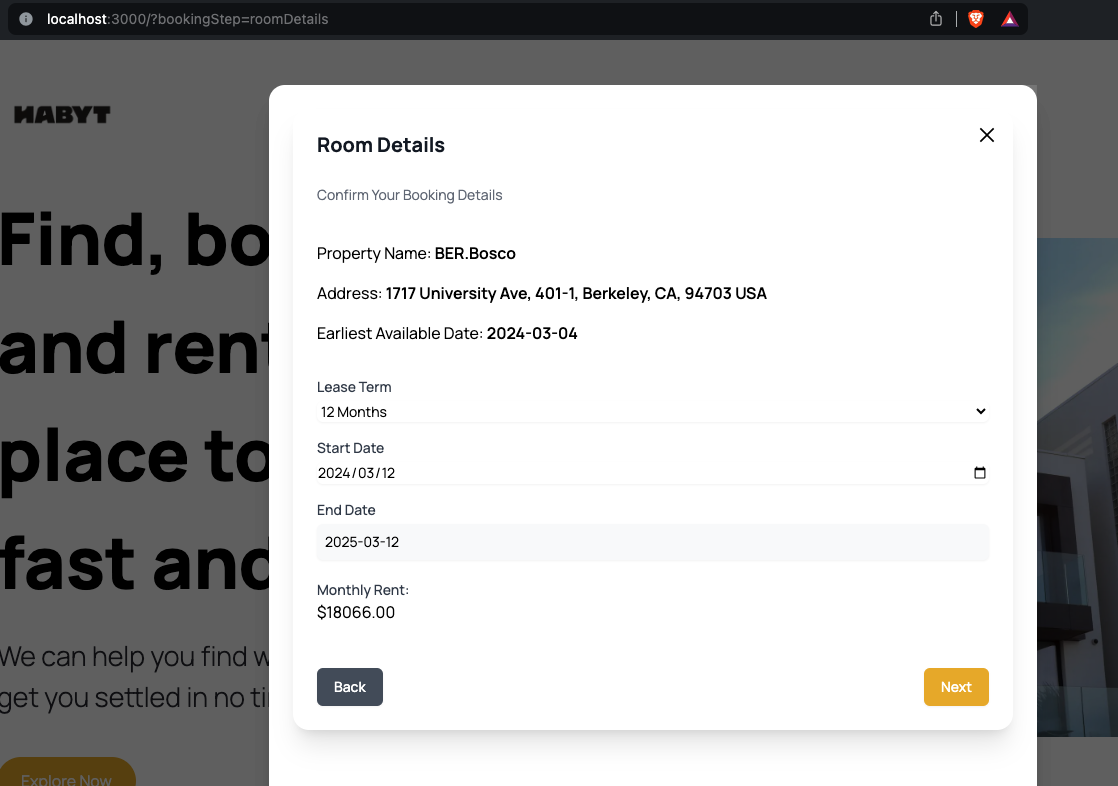 localhost:3000/?bookingStep=roomDetails
HABYT
Room Details
Confirm Your Booking Details
Find, bo
and rent
place to
fast and
We can help you find w
get you settled in no ti
Explore Now
Property Name: BER.Bosco
Address: 1717 University Ave, 401-1, Berkeley, CA, 94703 USA
Earliest Available Date: 2024-03-04
Lease Term
12 Months
Start Date
2024/03/12
End Date
2025-03-12
Monthly Rent:
$18066.00
Back
Next